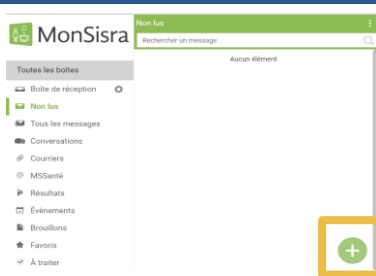 MonSisra
Non lus
Rechercher un message
Aucun élément
Toutes les boîtes
Boîte de réception
Non lus
Tous les messages
Conversations
Courriers
MSSanté
Résultats
Événements
Brouillons
Favoris
À traiter